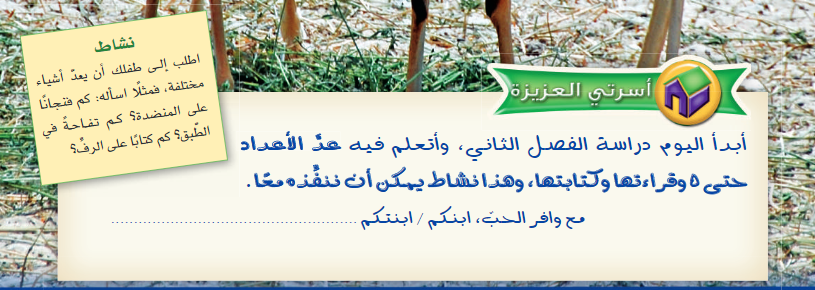 نشاط
اطلب إلى طفلك أن يعدّ أشياء
مختلفة، فمثلًا اسأله: كم فنجانًا
على المنضدة؟ كم تفاحةً في
الطّبق؟ كم كتابًا على الرفّ؟
أسرتي العزيزة
أبدأ اليوم دراسة الفصل الثاني، وأتعلم فيه عدَّ الأعداد
حتى ٥ وقراءتها وكتابتها، وهذا نشاط يمكن أن ننفِّذه معًا.
مع وافر الحبّ، ابنكم / ابنتكم ........................................................